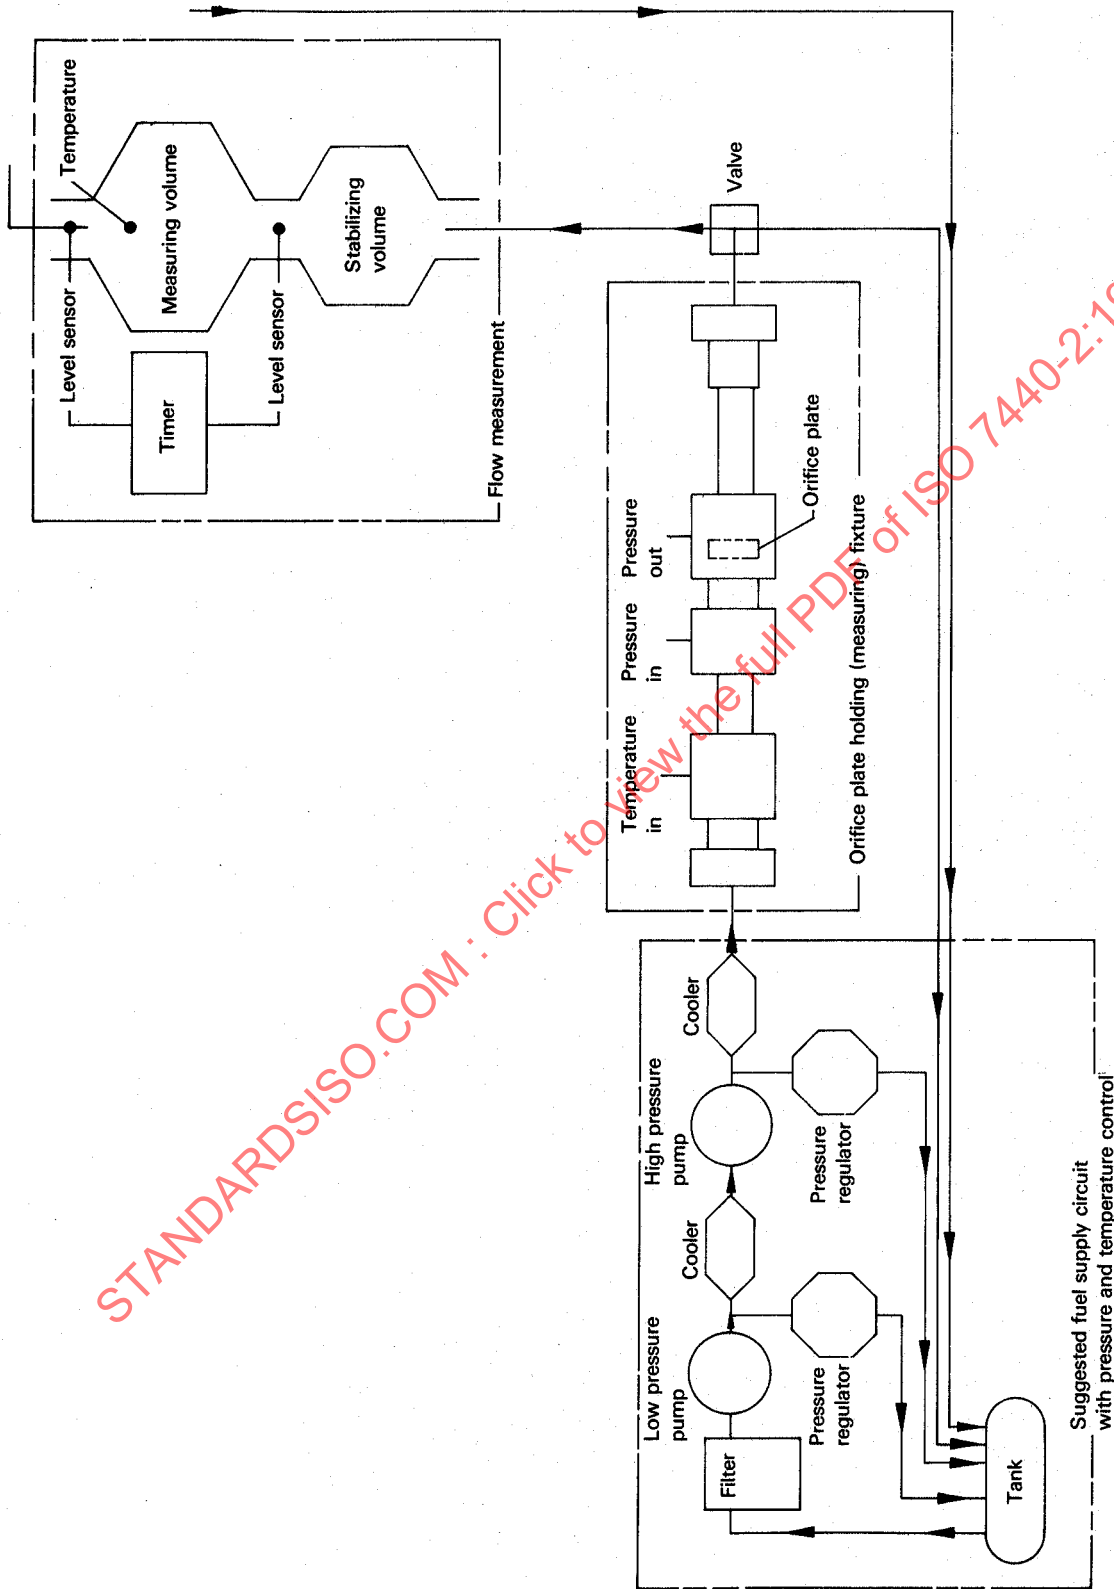 Temperature
Level sensor
Measuring volume
Timer
Level sensor
Stabilizing
volume
Flow measurement
Valve
Pressure
out
Pressure
in
Temperature
in
Orifice plate
Orifice plate holding (measuring) fixture
Cooler
High pressure
pump
Pressure
regulator
Cooler
Low pressure
pump
Pressure
regulator
Filter
Tank
Suggested fuel supply circuit
with pressure and temperature control
STANDARDSISO.COM : Click to view the full PDF of ISO 7440-2:19